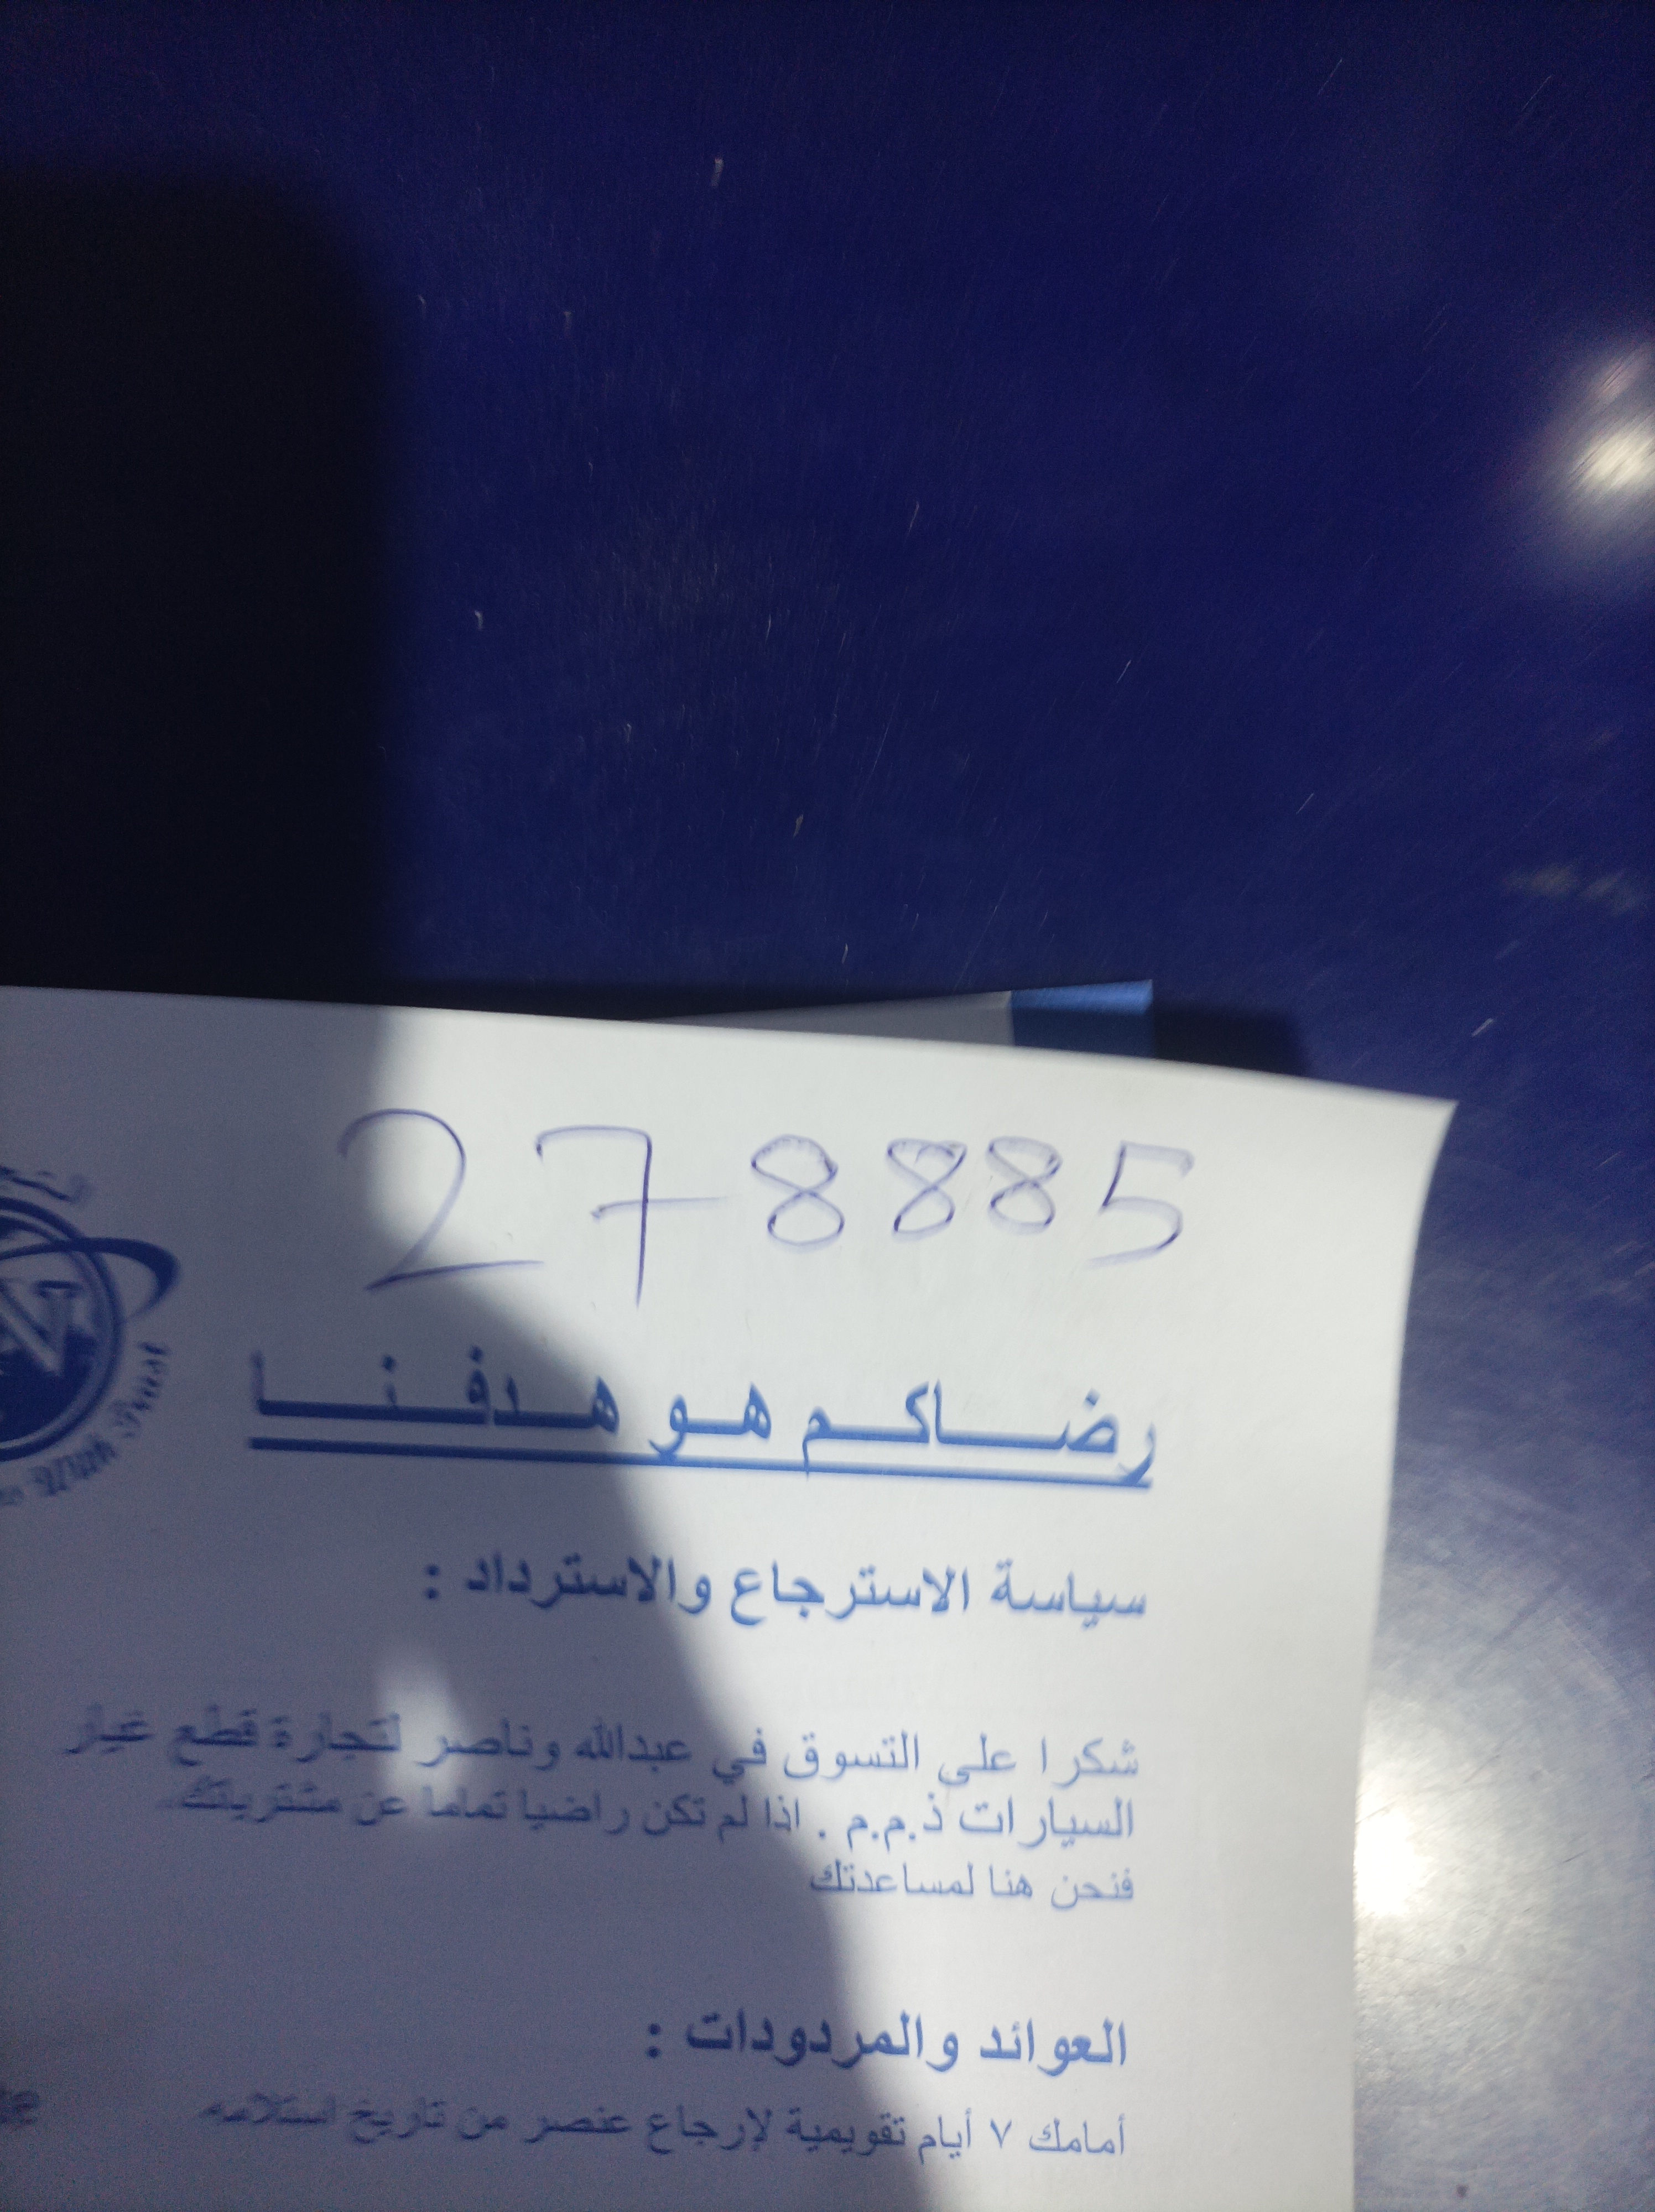 278885
رضاكم هو هدفنا
سياسة الاسترجاع والاسترداد :
شكرا على التسوق في عبدالله وناصر لتجارة قطع غيار
السيارات ذ.م.م . اذا لم تكن راضيا تماما عن مشترياتك
فنحن هنا لمساعدتك
العوائد والمردودات :
أمامك ٧ أيام تقويمية لإرجاع عنصر من تاريخ استلامه